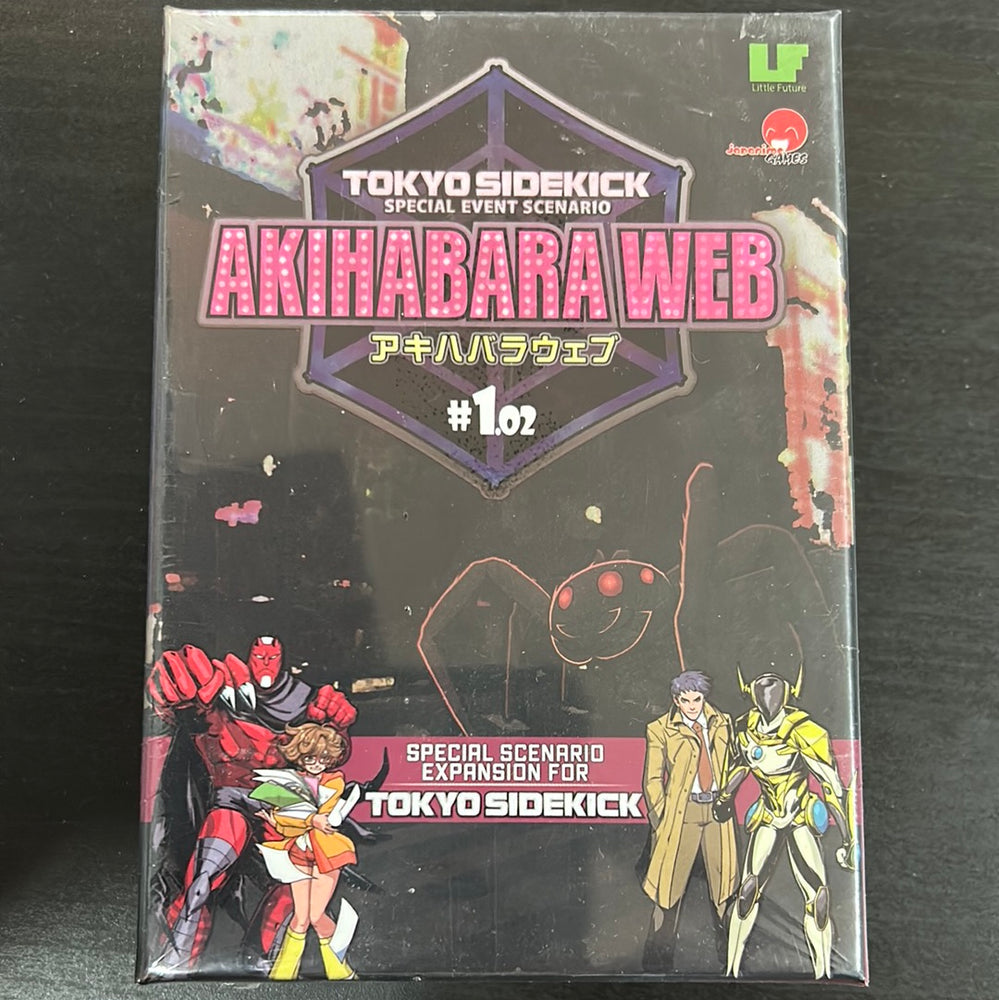 LF
Little Future
japanime
GAMES
TOKYO SIDEKICK
SPECIAL EVENT SCENARIO
AKIHABARA WEB
アキハバラウェブ
#1.02
SPECIAL SCENARIO
EXPANSION FOR
TOKYO SIDEKICK